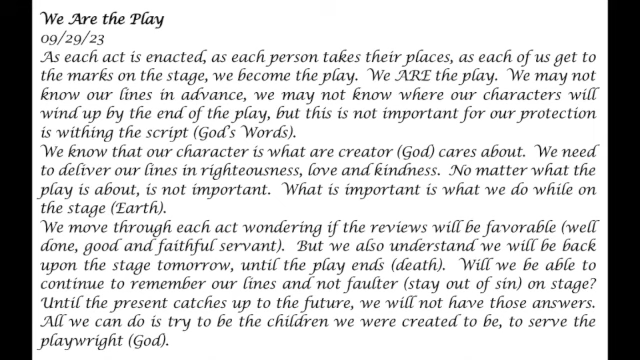 We Are the Play
09/29/23
As each act is enacted, as each person takes their places, as each of us get to
the marks on the stage, we become the play. We ARE the play. We may not
know our lines in advance, we may not know where our characters will
wind up by the end of the play, but this is not important for our protection
is withing the script (God's Words).
We know that our character is what are creator (God) cares about. We need
to deliver our lines in righteousness, love and kindness. No matter what the
play is about, is not important. What is important is what we do while on
the stage (Earth).
We move through each act wondering if the reviews will be favorable (well
done, good and faithful servant). But we also understand we will be back
upon the stage tomorrow, until the play ends (death). Will we be able to
continue to remember our lines and not faulter (stay out of sin) on stage?
Until the present catches up to the future, we will not have those answers.
All we can do is try to be the children we were created to be, to serve the
playwright (God).